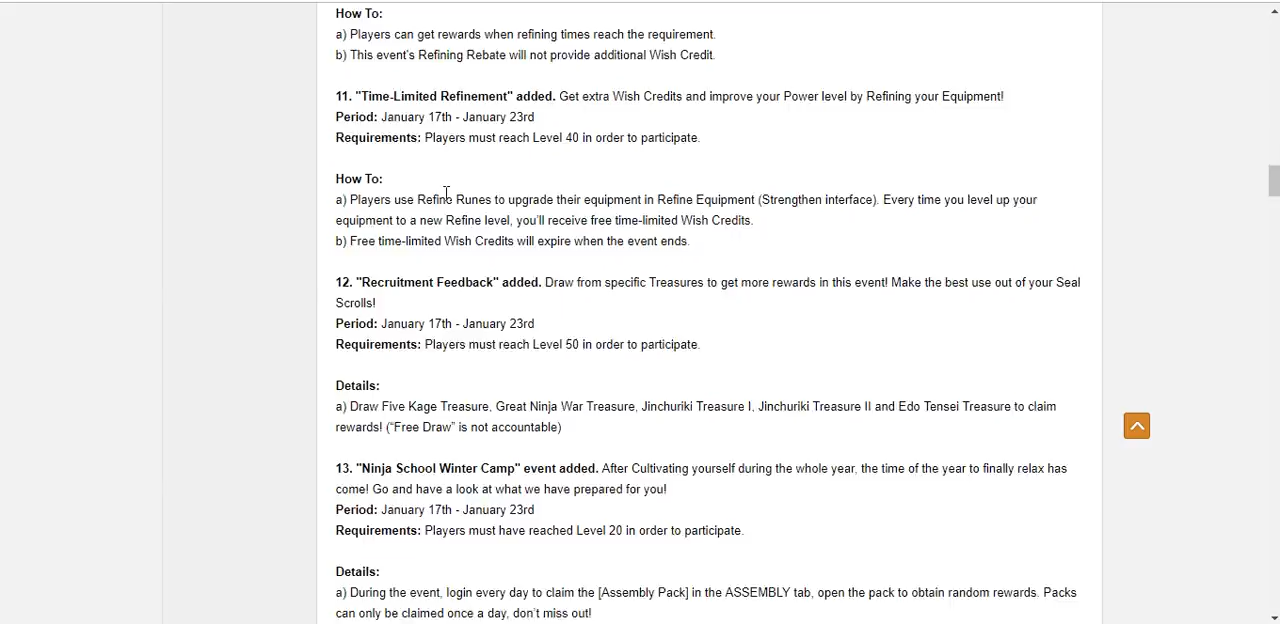 How To:
a) Players can get rewards when refining times reach the requirement.
b) This event's Refining Rebate will not provide additional Wish Credit.
11. "Time-Limited Refinement" added. Get extra Wish Credits and improve your Power level by Refining your Equipment!
Period: January 17th - January 23rd
Requirements: Players must reach Level 40 in order to participate.
How To:
a) Players use Refine Runes to upgrade their equipment in Refine Equipment (Strengthen interface). Every time you level up your
equipment to a new Refine level, you'll receive free time-limited Wish Credits.
b) Free time-limited Wish Credits will expire when the event ends.
12. "Recruitment Feedback" added. Draw from specific Treasures to get more rewards in this event! Make the best use out of your Seal
Scrolls!
Period: January 17th - January 23rd
Requirements: Players must reach Level 50 in order to participate.
Details:
a) Draw Five Kage Treasure, Great Ninja War Treasure, Jinchuriki Treasure I, Jinchuriki Treasure II and Edo Tensei Treasure to claim
rewards! (“Free Draw” is not accountable)
13. "Ninja School Winter Camp" event added. After Cultivating yourself during the whole year, the time of the year to finally relax has
come! Go and have a look at what we have prepared for you!
Period: January 17th - January 23rd
Requirements: Players must have reached Level 20 in order to participate.
Details:
a) During the event, login every day to claim the [Assembly Pack] in the ASSEMBLY tab, open the pack to obtain random rewards. Packs
can only be claimed once a day, don't miss out!